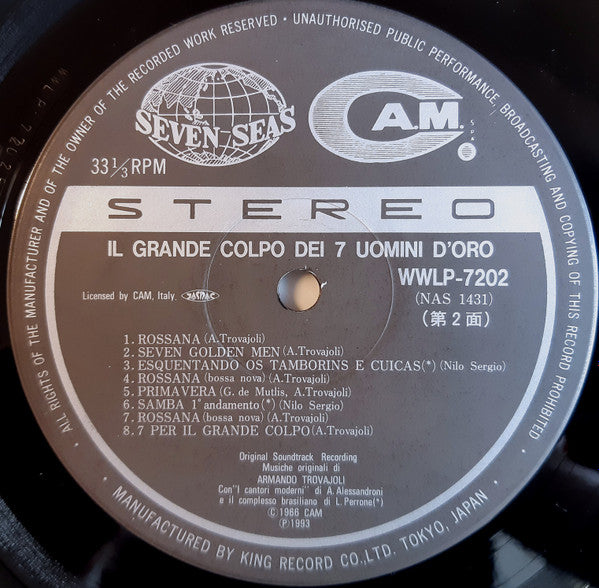 ALL RIGHTS OF THE MANUFACTURER AND OF THE OWNER OF THE RECORDED WORK RESERVED • UNAUTHORISED PUBLIC PERFORMANCE, BROADCASTING AND COPYING OF THIS RECORD PROHIBITED
SEVEN-SEAS
C.A.M.
SPA
33 1/3 RPM
STEREO
IL GRANDE COLPO DEI 7 UOMINI D'ORO
WWLP-7202
Licensed by CAM, Italy.
(NAS 1431)
(第2面)
1. ROSSANA (A.Trovajoli)
2. SEVEN GOLDEN MEN (A.Trovajoli)
3. ESQUENTANDO OS TAMBORINS E CUICAS(*) (Nilo Sergio)
4. ROSSANA (bossa nova) (A.Trovajoli)
5. PRIMAVERA (G. de Mutlis, A.Trovajoli)
6. SAMBA 1° andamento(*) (Nilo Sergio)
7. ROSSANA (bossa nova) (A.Trovajoli)
8. 7 PER IL GRANDE COLPO (A.Trovajoli)
Original Soundtrack Recording
Musiche originali di
ARMANDO TROVAJOLI
Con"I cantori moderni" di A. Alessandroni
e il complesso brasiliano di L. Perrone(*)
©1966 CAM
Ⓟ1993
• MANUFACTURED BY KING RECORD CO., LTD. TOKYO, JAPAN •